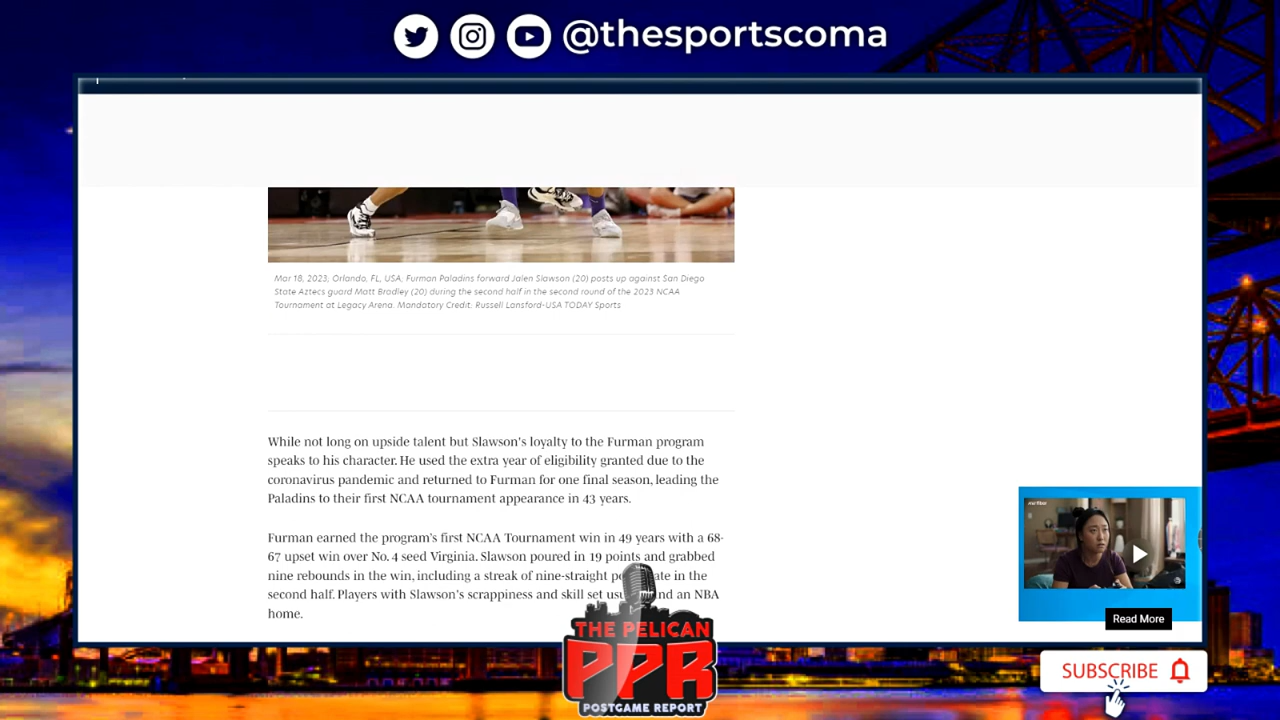 @thesportscoma
Mar 18, 2023; Orlando, FL, USA; Furman Paladins forward Jalen Slawson (20) posts up against San Diego
State Aztecs guard Matt Bradley (20) during the second half in the second round of the 2023 NCAA
Tournament at Legacy Arena. Mandatory Credit: Russell Lansford-USA TODAY Sports
While not long on upside talent but Slawson's loyalty to the Furman program
speaks to his character. He used the extra year of eligibility granted due to the
coronavirus pandemic and returned to Furman for one final season, leading the
Paladins to their first NCAA tournament appearance in 43 years.
Furman earned the program's first NCAA Tournament win in 49 years with a 68-
67 upset win over No. 4 seed Virginia. Slawson poured in 19 points and grabbed
nine rebounds in the win, including a streak of nine-straight late in the
second half. Players with Slawson's scrappiness and skill set an NBA
home.
Read More
THE PELICAN
PPR
POSTGAME REPORT
SUBSCRIBE